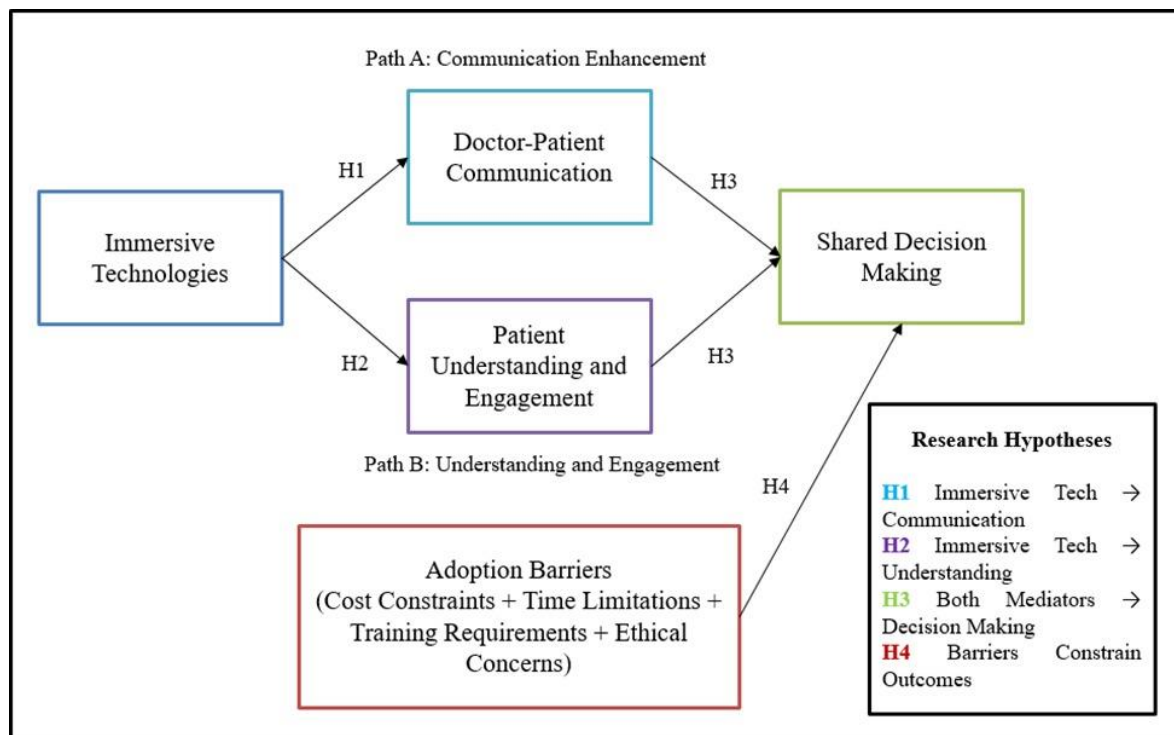 Path A: Communication Enhancement
Doctor-Patient
Communication
H1
H3
Immersive
Technologies
Shared Decision
Making
H2
Patient
Understanding and
Engagement
H3
Path B: Understanding and Engagement
H4
Adoption Barriers
(Cost Constraints + Time Limitations +
Training Requirements + Ethical
Concerns)
Research Hypotheses
H1 Immersive Tech →
Communication
H2 Immersive Tech →
Understanding
H3 Both Mediators →
Decision Making
H4 Barriers Constrain
Outcomes